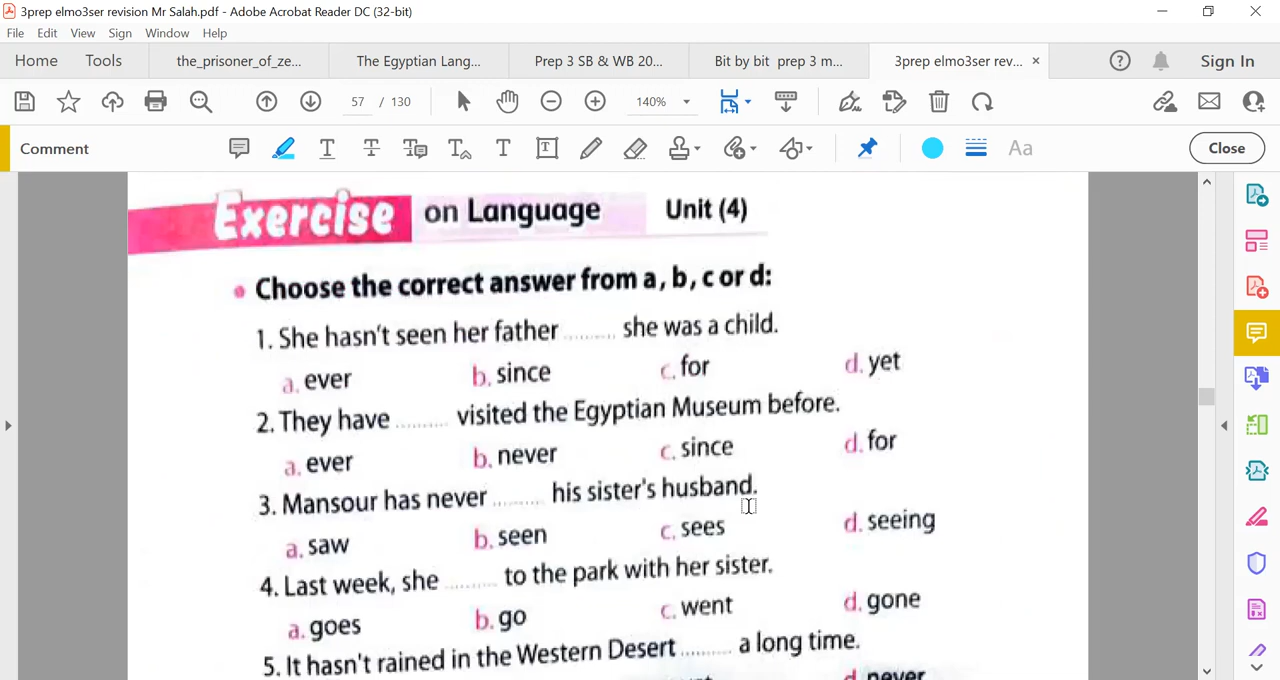 3prep elmo3ser revision Mr Salah.pdf - Adobe Acrobat Reader DC (32-bit)
File Edit View Sign Window Help
Home Tools the_prisoner_of_ze... The Egyptian Lang... Prep 3 SB & WB 20... Bit by bit prep 3 m... 3prep elmo3ser rev... × Sign In
57 / 130 140%
Comment Aa Close
Exercise on Language Unit (4)
Choose the correct answer from a, b, c or d:
1. She hasn't seen her father ......... she was a child.
a. ever b. since c. for d. yet
2. They have ......... visited the Egyptian Museum before.
a. ever b. never c. since d. for
3. Mansour has never ......... his sister's husband.
a. saw b. seen c. sees d. seeing
4. Last week, she ......... to the park with her sister.
a. goes b. go c. went d. gone
5. It hasn't rained in the Western Desert ......... a long time.
d. never